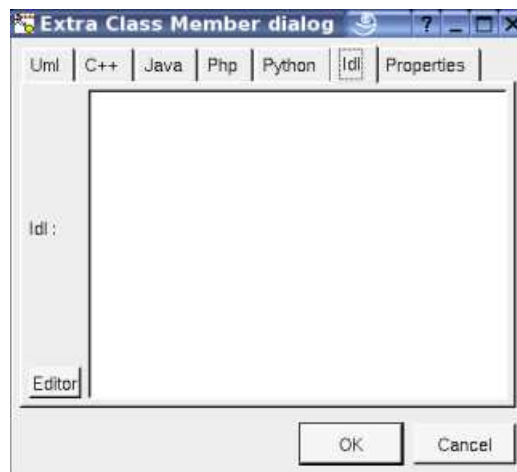 Extra Class Member dialog ? _ □ X
Uml C++ Java Php Python Idl Properties
Idl :
Editor
OK Cancel